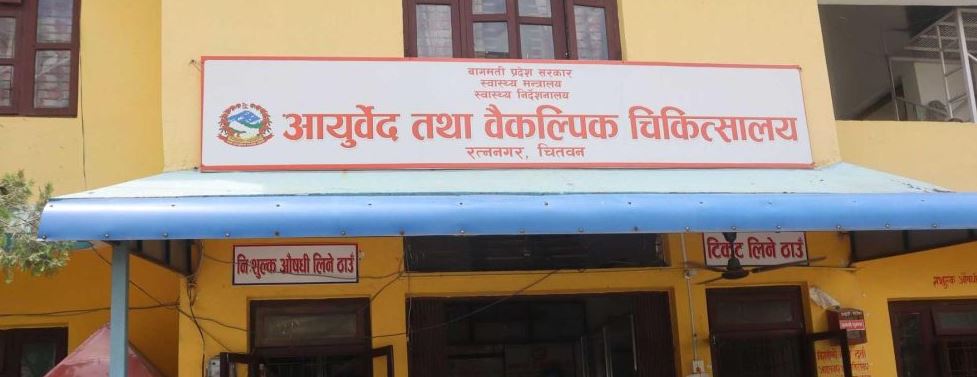 बागमती प्रदेश सरकार
स्वास्थ्य मन्त्रालय
स्वास्थ्य निर्देशनालय
आयुर्वेद तथा वैकल्पिक चिकित्सालय
रत्ननगर, चितवन
नि शुल्क औषधी लिने ठाउँ
टिकट लिने ठाउँ